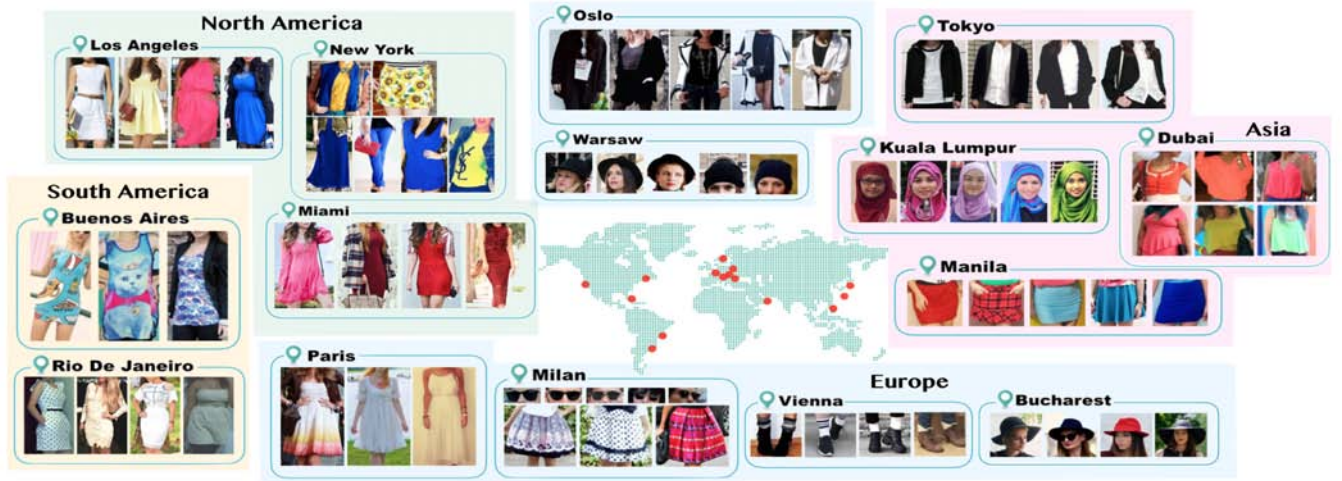 North America
Los Angeles
New York
Miami
South America
Buenos Aires
Rio De Janeiro
Oslo
Warsaw
Tokyo
Asia
Kuala Lumpur
Dubai
Manila
Europe
Paris
Milan
Vienna
Bucharest